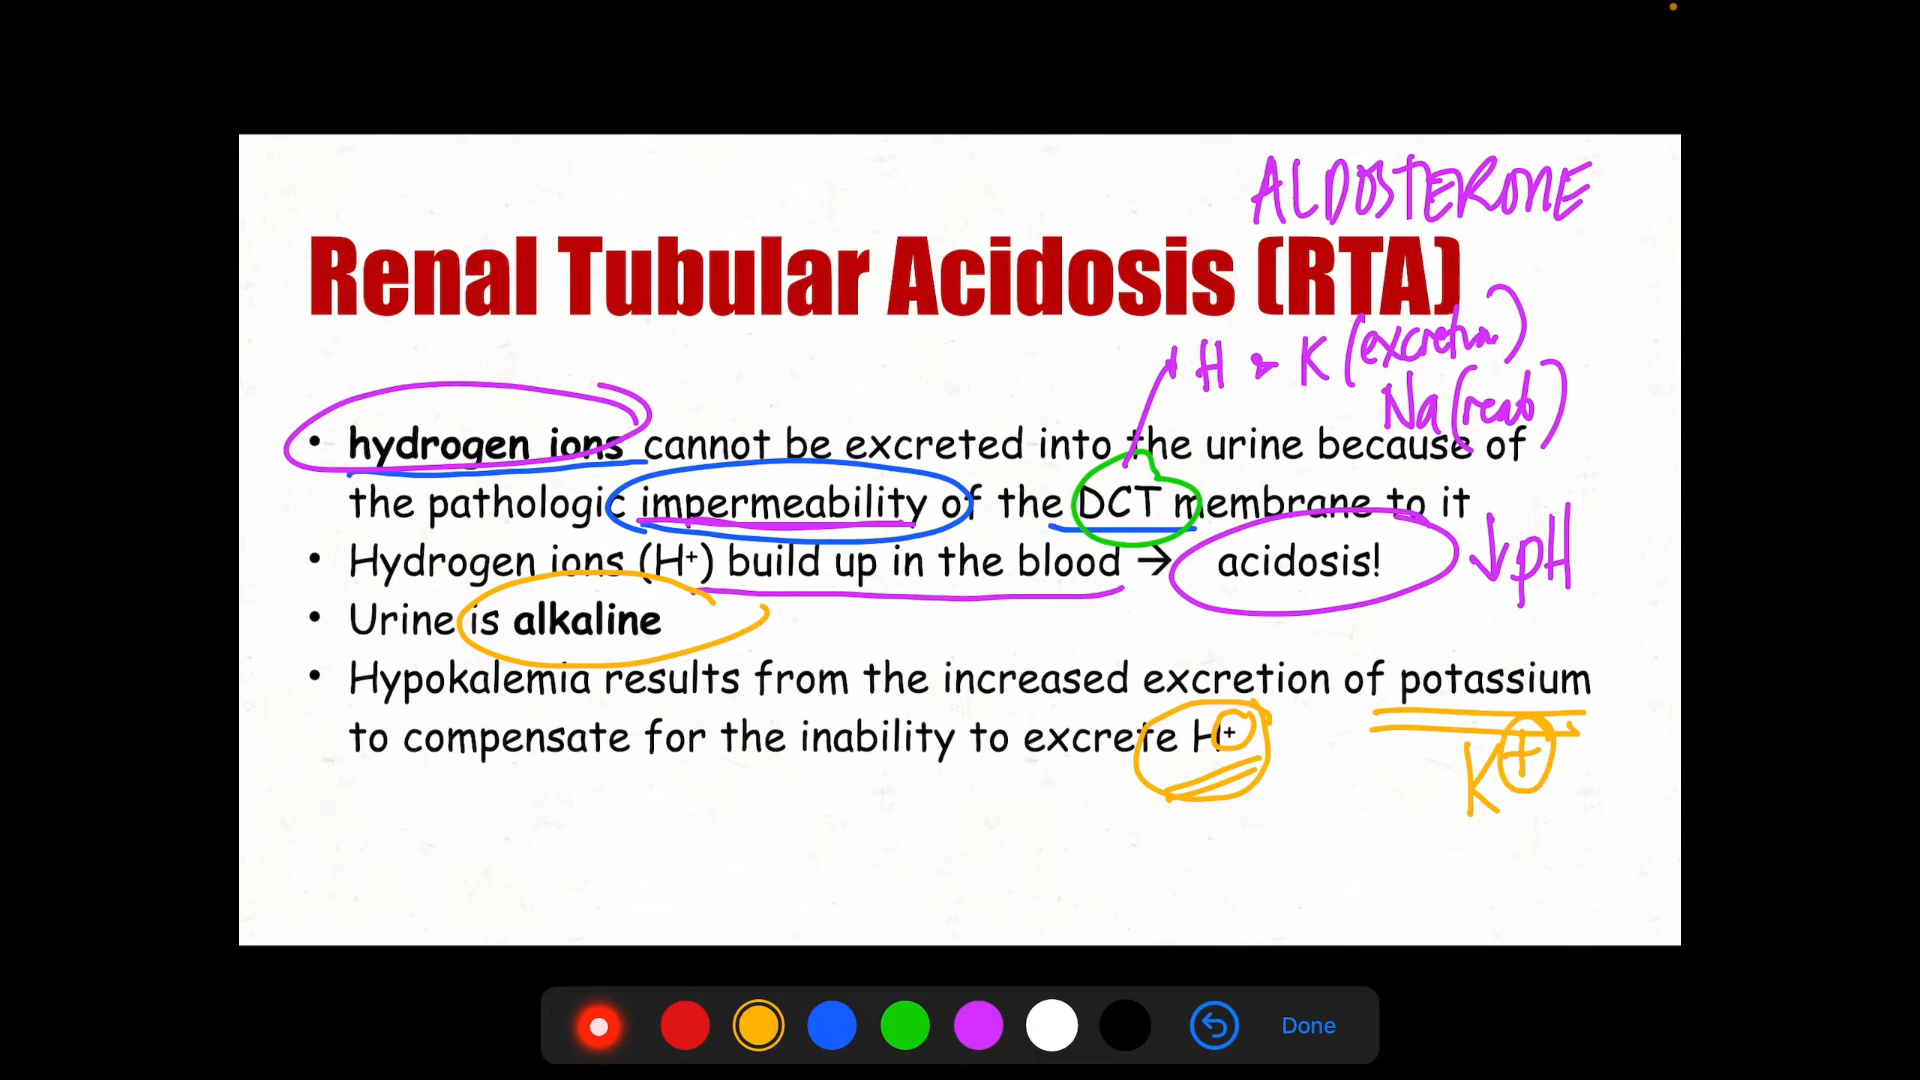 ALDOSTERONE
Renal Tubular Acidosis (RTA)
H & K (excretion)
Na (reab)
• hydrogen ions cannot be excreted into the urine because of
the pathologic impermeability of the DCT membrane to it
• Hydrogen ions (H+) build up in the blood → acidosis!
↓pH
• Urine is alkaline
• Hypokalemia results from the increased excretion of potassium
to compensate for the inability to excrete H+
K+
Done